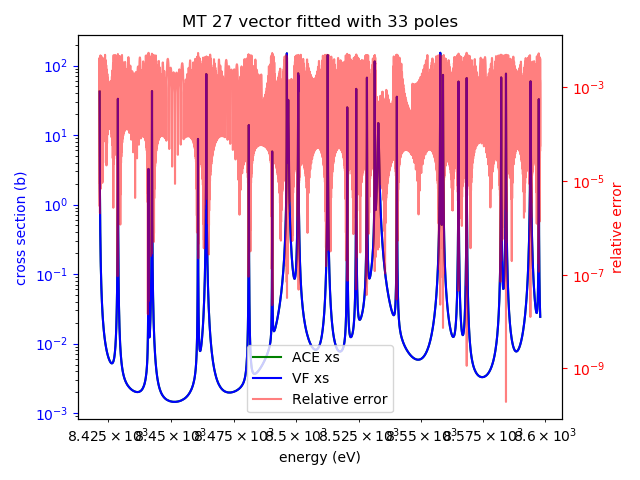 MT 27 vector fitted with 33 poles
10²
10¹
10⁰
10⁻¹
10⁻²
10⁻³
cross section (b)
10⁻³
10⁻⁵
10⁻⁷
10⁻⁹
relative error
ACE xs
VF xs
Relative error
8.425 × 10³ 8.45 × 10³ 8.475 × 10³ 8.5 × 10³ 8.525 × 10³ 8.55 × 10³ 8.575 × 10³ 8.6 × 10³
energy (eV)